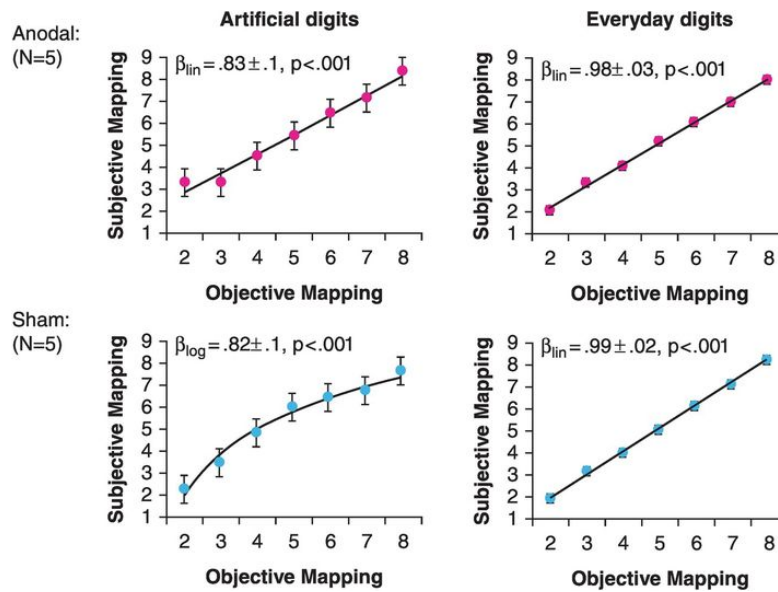 Artificial digits
Everyday digits
Anodal:
(N=5)
βlin=.83±.1, p<.001
9
8
7
6
5
4
3
2
1
Subjective Mapping
2 3 4 5 6 7 8
Objective Mapping
βlin=.98±.03, p<.001
9
8
7
6
5
4
3
2
1
Subjective Mapping
2 3 4 5 6 7 8
Objective Mapping
Sham:
(N=5)
βlog=.82±.1, p<.001
9
8
7
6
5
4
3
2
1
Subjective Mapping
2 3 4 5 6 7 8
Objective Mapping
βlin=.99±.02, p<.001
9
8
7
6
5
4
3
2
1
Subjective Mapping
2 3 4 5 6 7 8
Objective Mapping